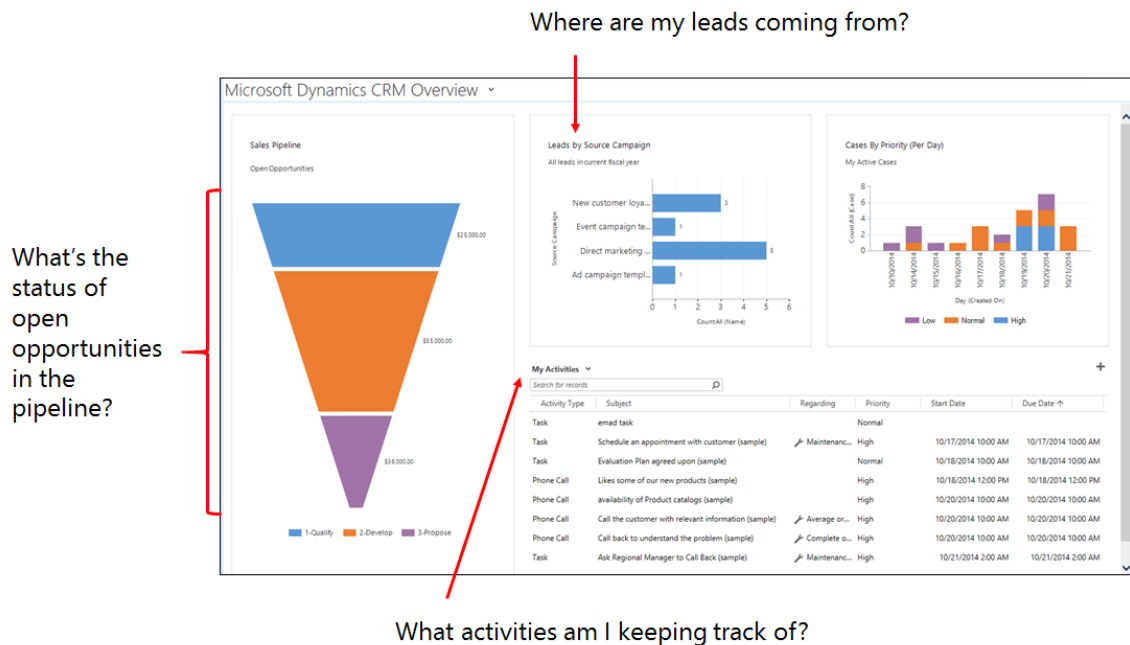 Where are my leads coming from?
Microsoft Dynamics CRM Overview
What's the
status of
open
opportunities
in the
pipeline?
Sales Pipeline
Open Opportunities
$25,000.00
$55,000.00
$36,000.00
1-Qualify 2-Develop 3-Propose
Leads by Source Campaign
All leads in current fiscal year
Source Campaign
New customer loya... 3
Event campaign te... 1
Direct marketing ... 5
Ad campaign templ... 1
0 1 2 3 4 5 6
CountAll (Name)
Cases By Priority (Per Day)
My Active Cases
CountAll (Case)
8
6
4
2
0
10/10/2014 10/14/2014 10/15/2014 10/16/2014 10/17/2014 10/18/2014 10/19/2014 10/20/2014 10/21/2014
Day (Created On)
Low Normal High
My Activities
Search for records
Activity Type Subject Regarding Priority Start Date Due Date
Task emad task Normal
Task Schedule an appointment with customer (sample) Maintenanc... High 10/17/2014 10:00 AM 10/17/2014 10:00 AM
Task Evaluation Plan agreed upon (sample) Normal 10/18/2014 10:00 AM 10/18/2014 10:00 AM
Phone Call Likes some of our new products (sample) High 10/18/2014 12:00 PM 10/18/2014 12:00 PM
Phone Call availability of Product catalogs (sample) High 10/20/2014 10:00 AM 10/20/2014 10:00 AM
Phone Call Call the customer with relevant information (sample) Average or... High 10/20/2014 10:00 AM 10/20/2014 10:00 AM
Phone Call Call back to understand the problem (sample) Complete o... High 10/20/2014 10:00 AM 10/20/2014 10:00 AM
Task Ask Regional Manager to Call Back (sample) Maintenanc... High 10/21/2014 2:00 AM 10/21/2014 2:00 AM
What activities am I keeping track of?